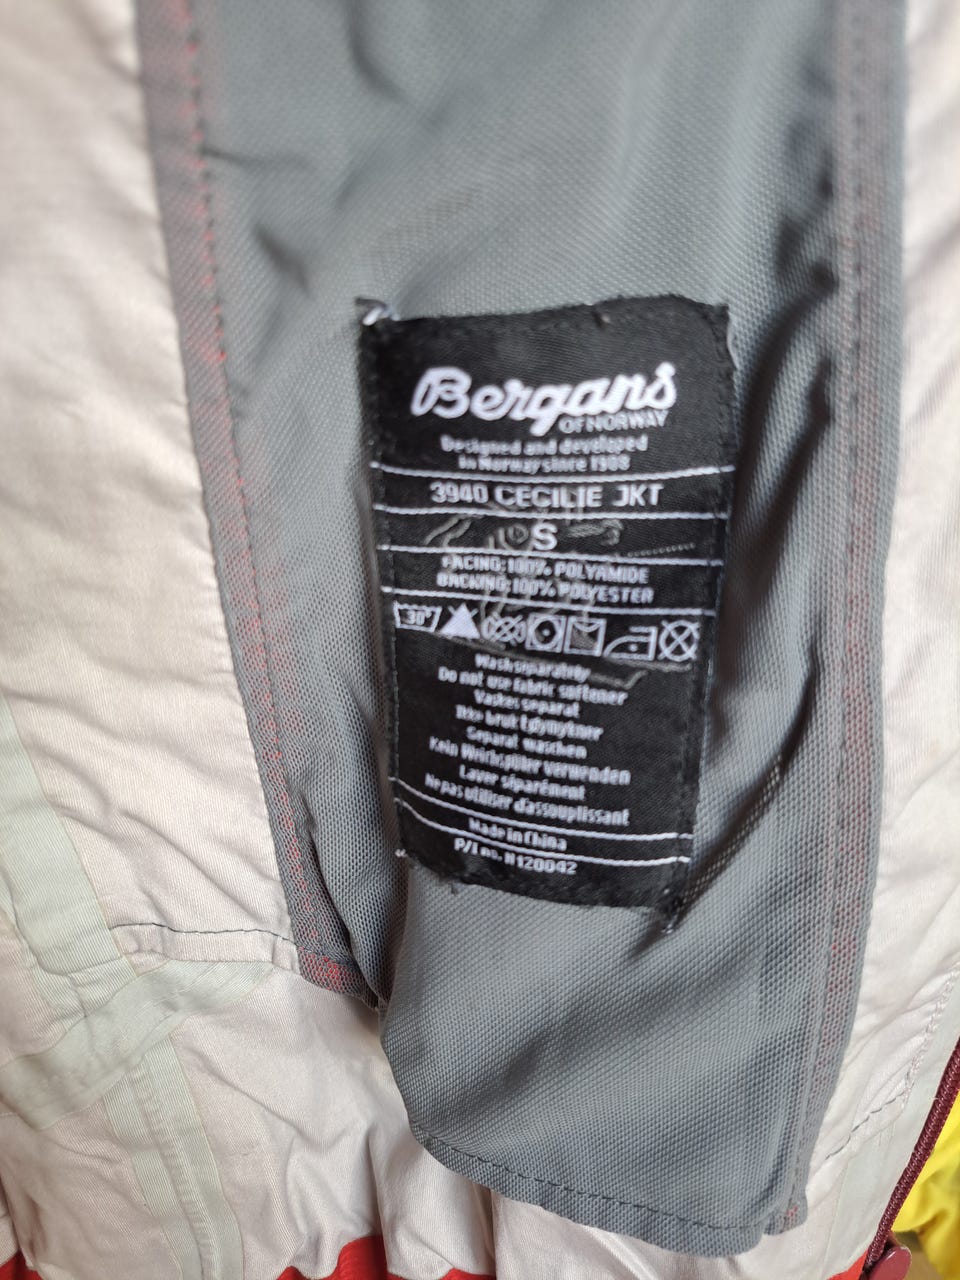 Bergans
OF NORWAY
Designed and developed
in Norway since 1908
3940 CECILIE JKT
S
FACING:100% POLYAMIDE
BACKING:100% POLYESTER
30°
Wash separately
Do not use fabric softener
Vaskes separat
Ikke bruk tøymykner
Separat waschen
Kein Weichspüler verwenden
Laver séparément
Ne pas utiliser d'assouplissant
Made in China
P/I no. N120042